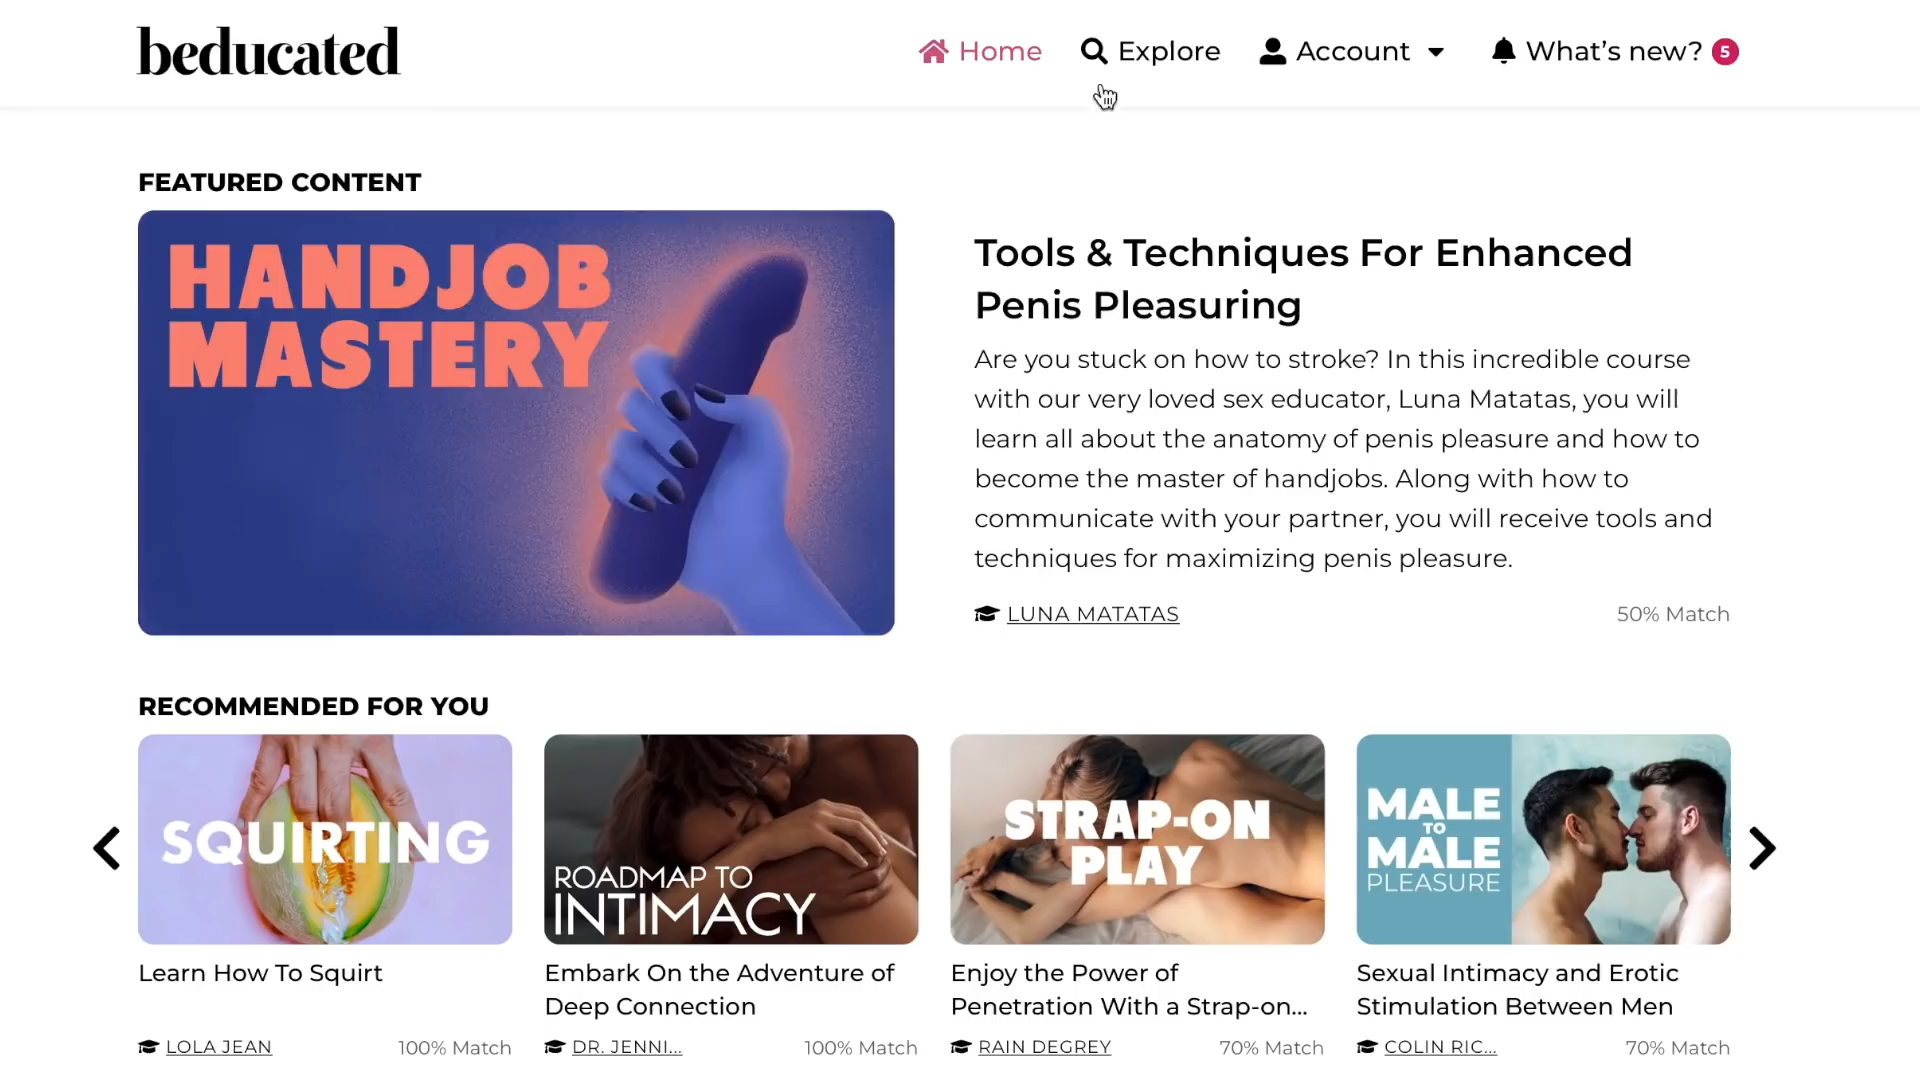 beducated
Home
Explore
Account
What's new?
5
FEATURED CONTENT
HANDJOB
MASTERY
Tools & Techniques For Enhanced
Penis Pleasuring
Are you stuck on how to stroke? In this incredible course
with our very loved sex educator, Luna Matatas, you will
learn all about the anatomy of penis pleasure and how to
become the master of handjobs. Along with how to
communicate with your partner, you will receive tools and
techniques for maximizing penis pleasure.
LUNA MATATAS
50% Match
RECOMMENDED FOR YOU
SQUIRTING
Learn How To Squirt
LOLA JEAN
100% Match
ROADMAP TO
INTIMACY
Embark On the Adventure of
Deep Connection
DR. JENNI...
100% Match
STRAP-ON
PLAY
Enjoy the Power of
Penetration With a Strap-on...
RAIN DEGREY
70% Match
MALE
TO
MALE
PLEASURE
Sexual Intimacy and Erotic
Stimulation Between Men
COLIN RIC...
70% Match